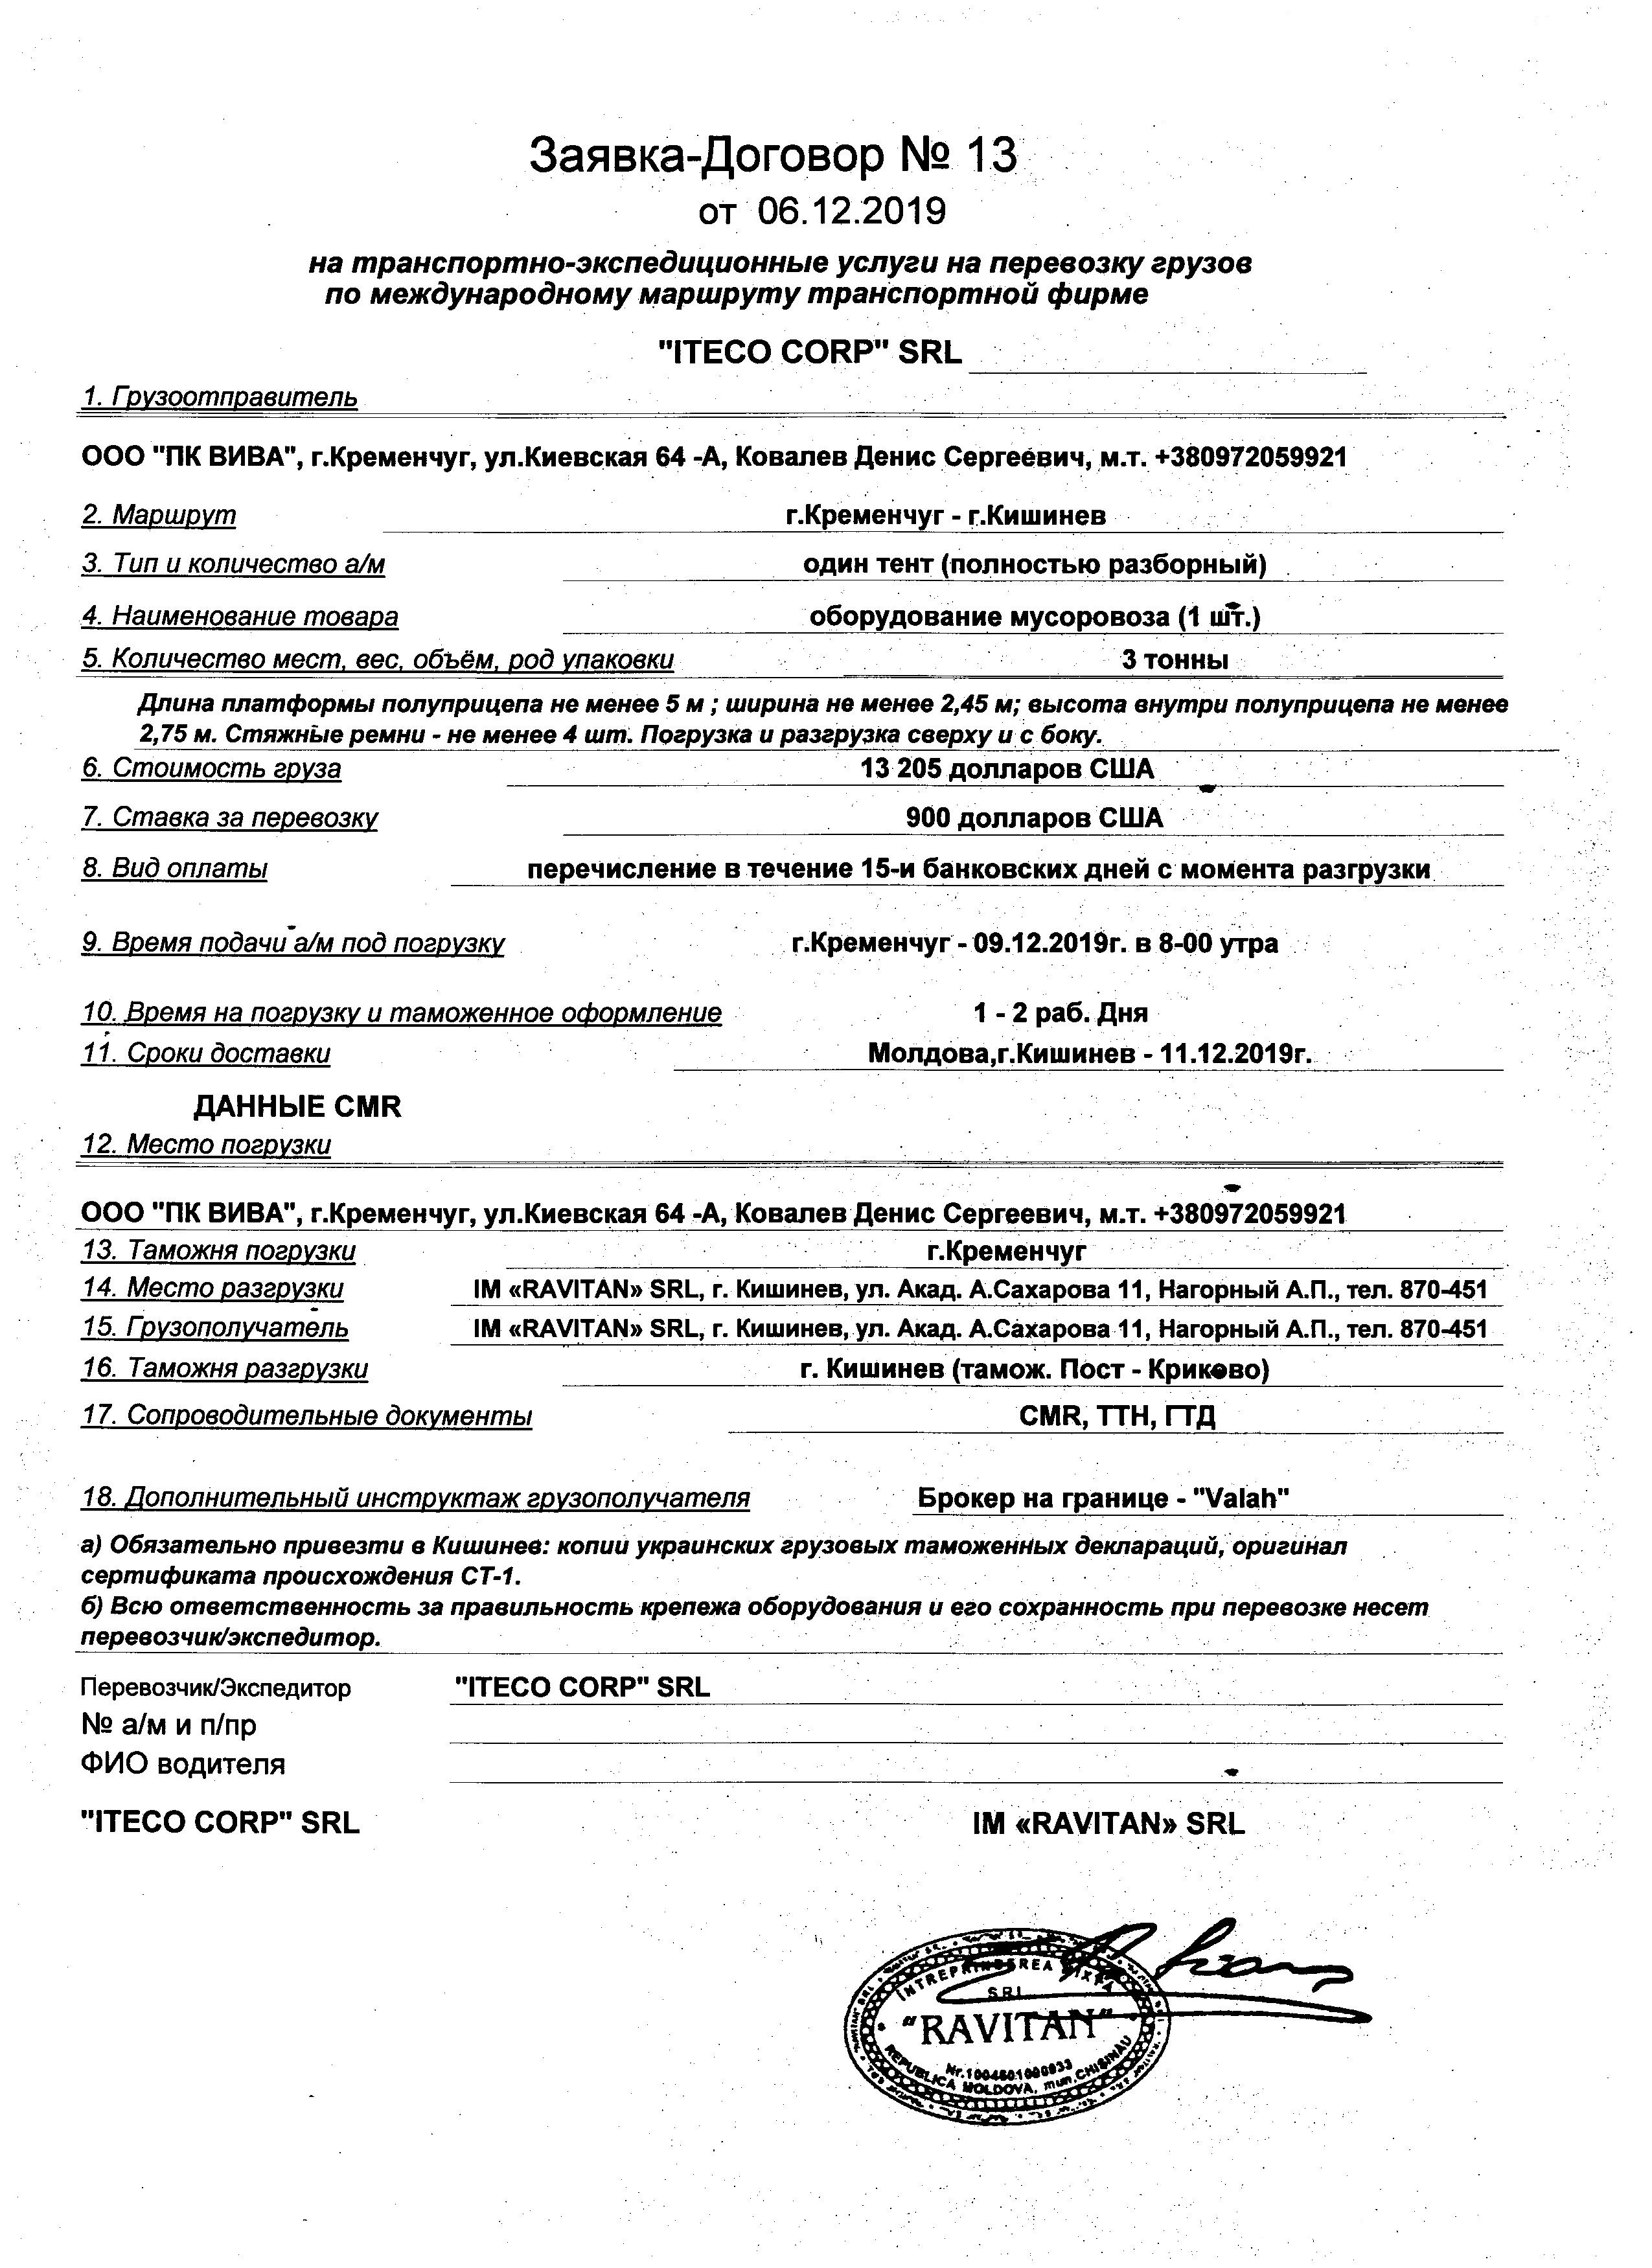 Заявка-Договор № 13
от 06.12.2019
на транспортно-экспедиционные услуги на перевозку грузов
по международному маршруту транспортной фирме
"ITECO CORP" SRL
1. Грузоотправитель
ООО "ПК ВИВА", г.Кременчуг, ул.Киевская 64 -А, Ковалев Денис Сергеевич, м.т. +380972059921
2. Маршрут г.Кременчуг - г.Кишинев
3. Тип и количество а/м один тент (полностью разборный)
4. Наименование товара оборудование мусоровоза (1 шт.)
5. Количество мест, вес, объём, род упаковки 3 тонны
Длина платформы полуприцепа не менее 5 м ; ширина не менее 2,45 м; высота внутри полуприцепа не менее
2,75 м. Стяжные ремни - не менее 4 шт. Погрузка и разгрузка сверху и с боку.
6. Стоимость груза 13 205 долларов США
7. Ставка за перевозку 900 долларов США
8. Вид оплаты перечисление в течение 15-и банковских дней с момента разгрузки
9. Время подачи а/м под погрузку г.Кременчуг - 09.12.2019г. в 8-00 утра
10. Время на погрузку и таможенное оформление 1 - 2 раб. Дня
11. Сроки доставки Молдова,г.Кишинев - 11.12.2019г.
ДАННЫЕ CMR
12. Место погрузки
ООО "ПК ВИВА", г.Кременчуг, ул.Киевская 64 -А, Ковалев Денис Сергеевич, м.т. +380972059921
13. Таможня погрузки г.Кременчуг
14. Место разгрузки IM «RAVITAN» SRL, г. Кишинев, ул. Акад. А.Сахарова 11, Нагорный А.П., тел. 870-451
15. Грузополучатель IM «RAVITAN» SRL, г. Кишинев, ул. Акад. А.Сахарова 11, Нагорный А.П., тел. 870-451
16. Таможня разгрузки г. Кишинев (тамож. Пост - Криково)
17. Сопроводительные документы CMR, ТТН, ГТД
18. Дополнительный инструктаж грузополучателя Брокер на границе - "Valah"
а) Обязательно привезти в Кишинев: копии украинских грузовых таможенных деклараций, оригинал
сертификата происхождения СТ-1.
б) Всю ответственность за правильность крепежа оборудования и его сохранность при перевозке несет
перевозчик/экспедитор.
Перевозчик/Экспедитор "ITECO CORP" SRL
№ а/м и п/пр
ФИО водителя
"ITECO CORP" SRL IM «RAVITAN» SRL
ÎNTREPRINDEREA MIXTĂ
SRL
"RAVITAN"
REPUBLICA MOLDOVA, mun.CHIŞINĂU